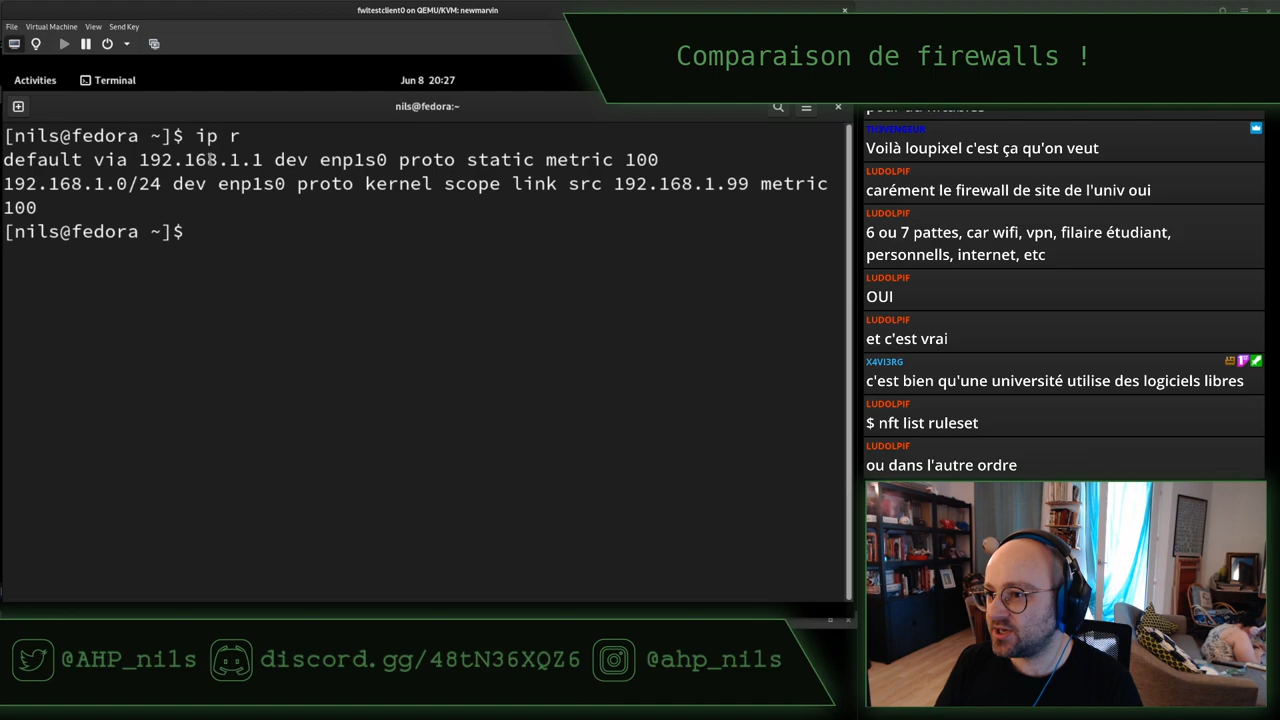 fwltestclient0 on QEMU/KVM: newmarvin
File Virtual Machine View Send Key
Activities
Terminal
Jun 8 20:27
nils@fedora:~
[nils@fedora ~]$ ip r
default via 192.168.1.1 dev enp1s0 proto static metric 100
192.168.1.0/24 dev enp1s0 proto kernel scope link src 192.168.1.99 metric
100
[nils@fedora ~]$
Comparaison de firewalls !
TH3VENGEUR
Voilà loupixel c'est ça qu'on veut
LUDOLPIF
carément le firewall de site de l'univ oui
LUDOLPIF
6 ou 7 pattes, car wifi, vpn, filaire étudiant,
personnells, internet, etc
LUDOLPIF
OUI
LUDOLPIF
et c'est vrai
X4VI3RG
c'est bien qu'une université utilise des logiciels libres
LUDOLPIF
$ nft list ruleset
LUDOLPIF
ou dans l'autre ordre
@AHP_nils
discord.gg/48tN36XQZ6
@ahp_nils